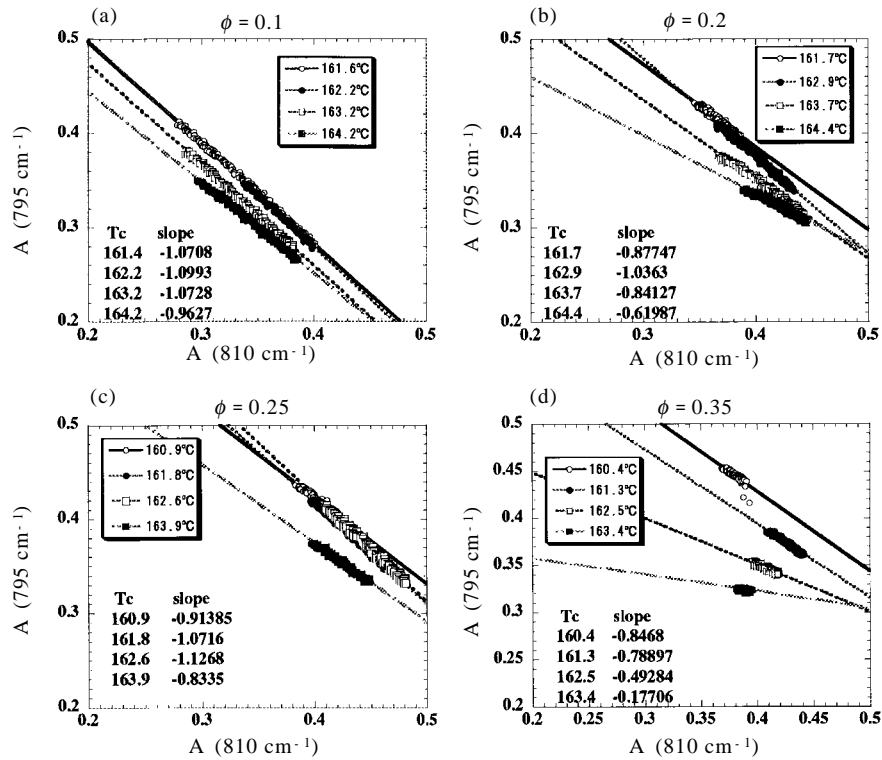 (a) ϕ = 0.1
0.5
0.4
0.3
0.2
0.2 0.3 0.4 0.5
A (795 cm⁻¹)
A (810 cm⁻¹)
161.6℃
162.2℃
163.2℃
164.2℃
Tc slope
161.4 -1.0708
162.2 -1.0993
163.2 -1.0728
164.2 -0.9627
(b) ϕ = 0.2
0.5
0.4
0.3
0.2
0.2 0.3 0.4 0.5
A (795 cm⁻¹)
A (810 cm⁻¹)
161.7℃
162.9℃
163.7℃
164.4℃
Tc slope
161.7 -0.87747
162.9 -1.0363
163.7 -0.84127
164.4 -0.61987
(c) ϕ = 0.25
0.5
0.4
0.3
0.2
0.2 0.3 0.4 0.5
A (795 cm⁻¹)
A (810 cm⁻¹)
160.9℃
161.8℃
162.6℃
163.9℃
Tc slope
160.9 -0.91385
161.8 -1.0716
162.6 -1.1268
163.9 -0.8335
(d) ϕ = 0.35
0.5
0.45
0.4
0.35
0.3
0.25
0.2
0.2 0.25 0.3 0.35 0.4 0.45 0.5
A (795 cm⁻¹)
A (810 cm⁻¹)
160.4℃
161.3℃
162.5℃
163.4℃
Tc slope
160.4 -0.8468
161.3 -0.78897
162.5 -0.49284
163.4 -0.17706